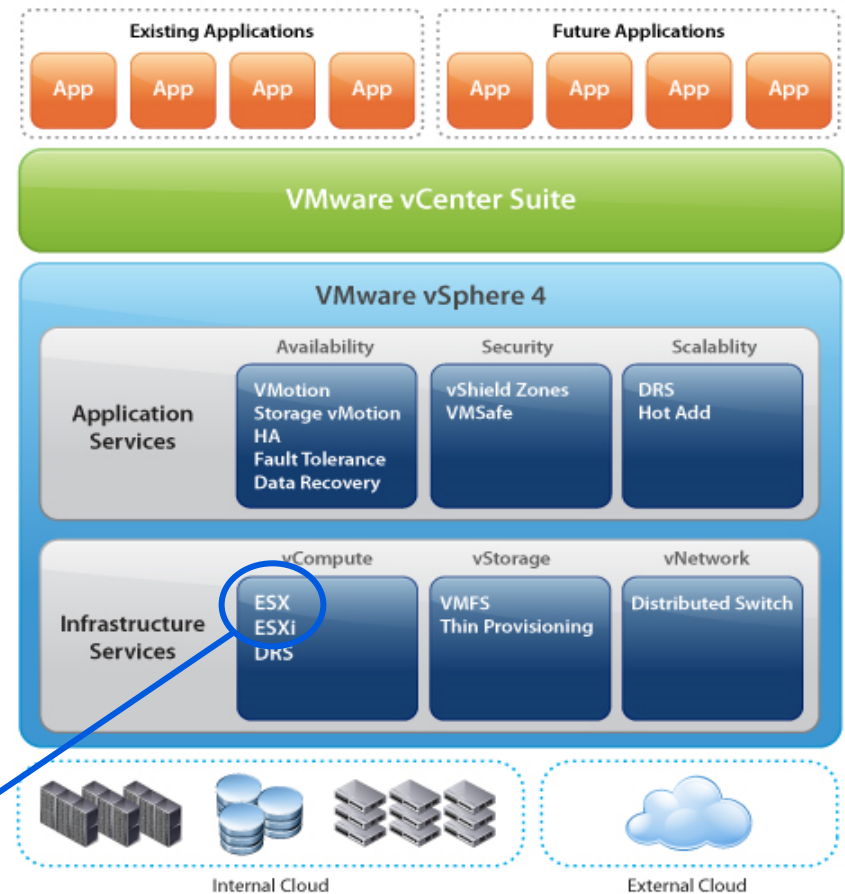 Existing Applications
Future Applications
App App App App App App App App
VMware vCenter Suite
VMware vSphere 4
Availability Security Scalablity
Application
Services
VMotion
Storage vMotion
HA
Fault Tolerance
Data Recovery
vShield Zones
VMSafe
DRS
Hot Add
vCompute vStorage vNetwork
Infrastructure
Services
ESX
ESXi
DRS
VMFS
Thin Provisioning
Distributed Switch
Internal Cloud
External Cloud